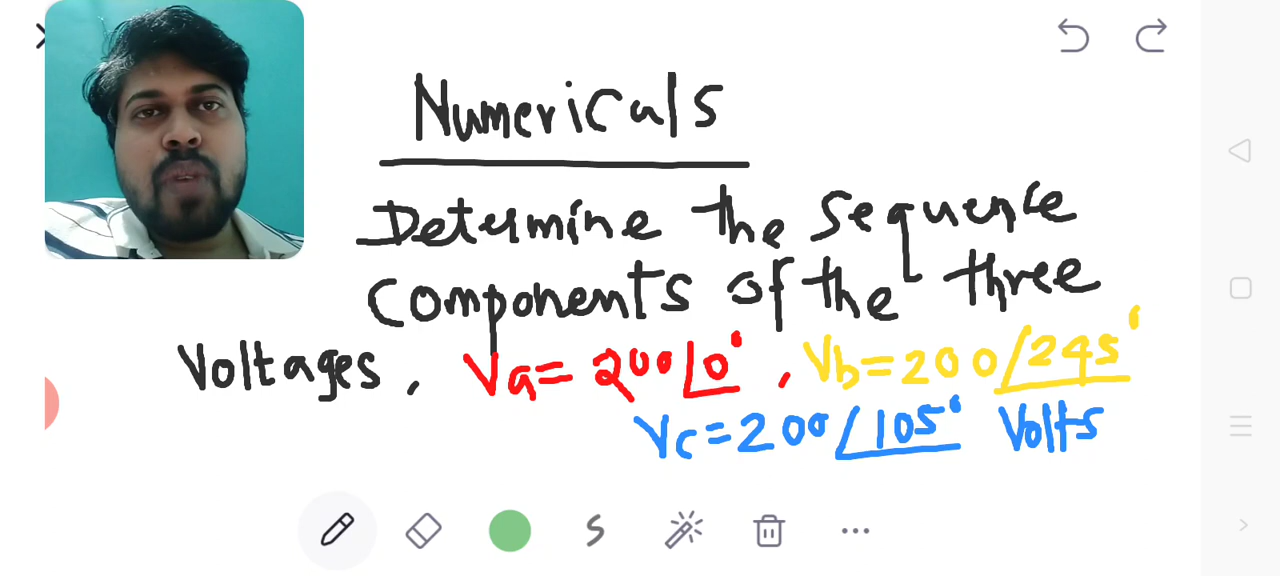 Numericals
Determine the sequence
Components of the three
Voltages, Va = 200∠0°, Vb = 200∠245°
Vc = 200∠105° Volts